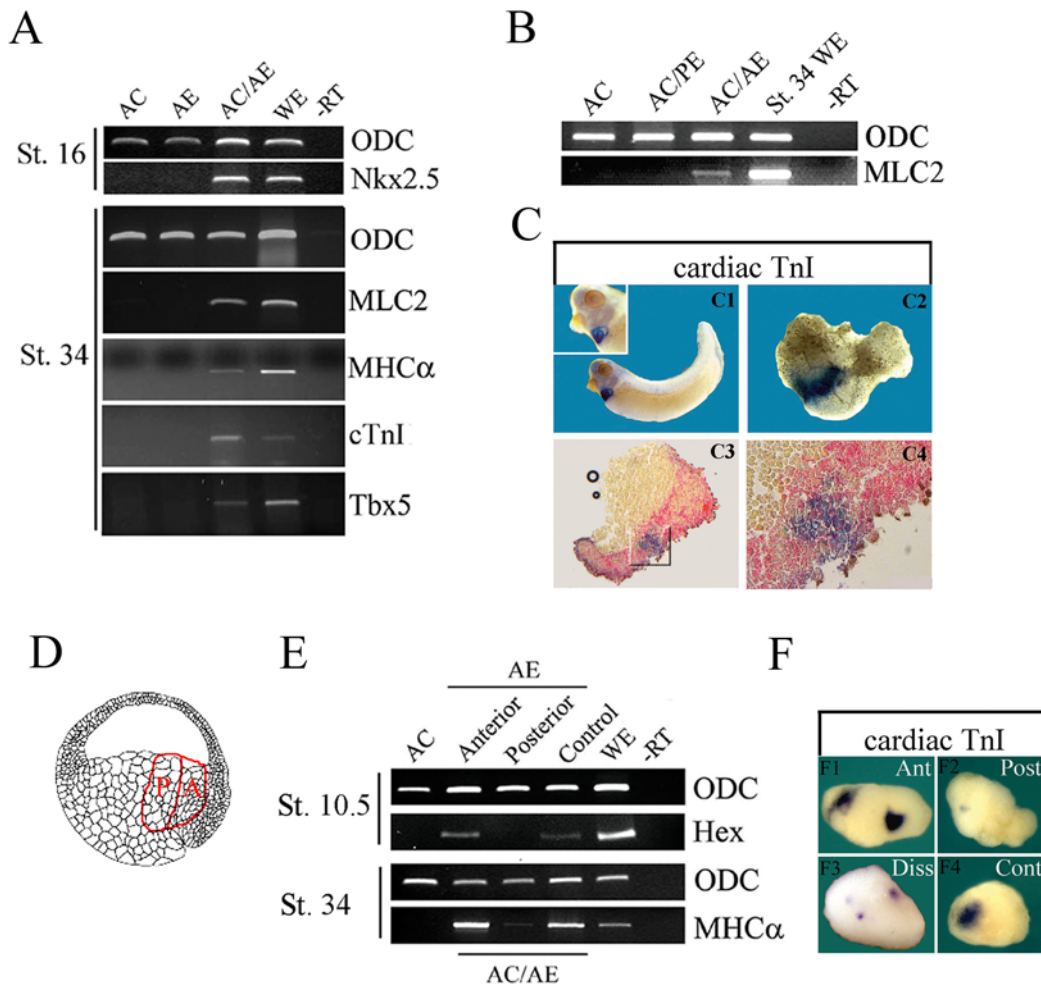 A
AC AE AC/AE WE -RT
St. 16
ODC
Nkx2.5
St. 34
ODC
MLC2
MHCα
cTnI
Tbx5
B
AC AC/PE AC/AE St. 34 WE -RT
ODC
MLC2
C
cardiac TnI
C1 C2
C3 C4
D
P A
E
AE
AC Anterior Posterior Control WE -RT
St. 10.5
ODC
Hex
St. 34
ODC
MHCα
AC/AE
F
cardiac TnI
F1 Ant F2 Post
F3 Diss F4 Cont